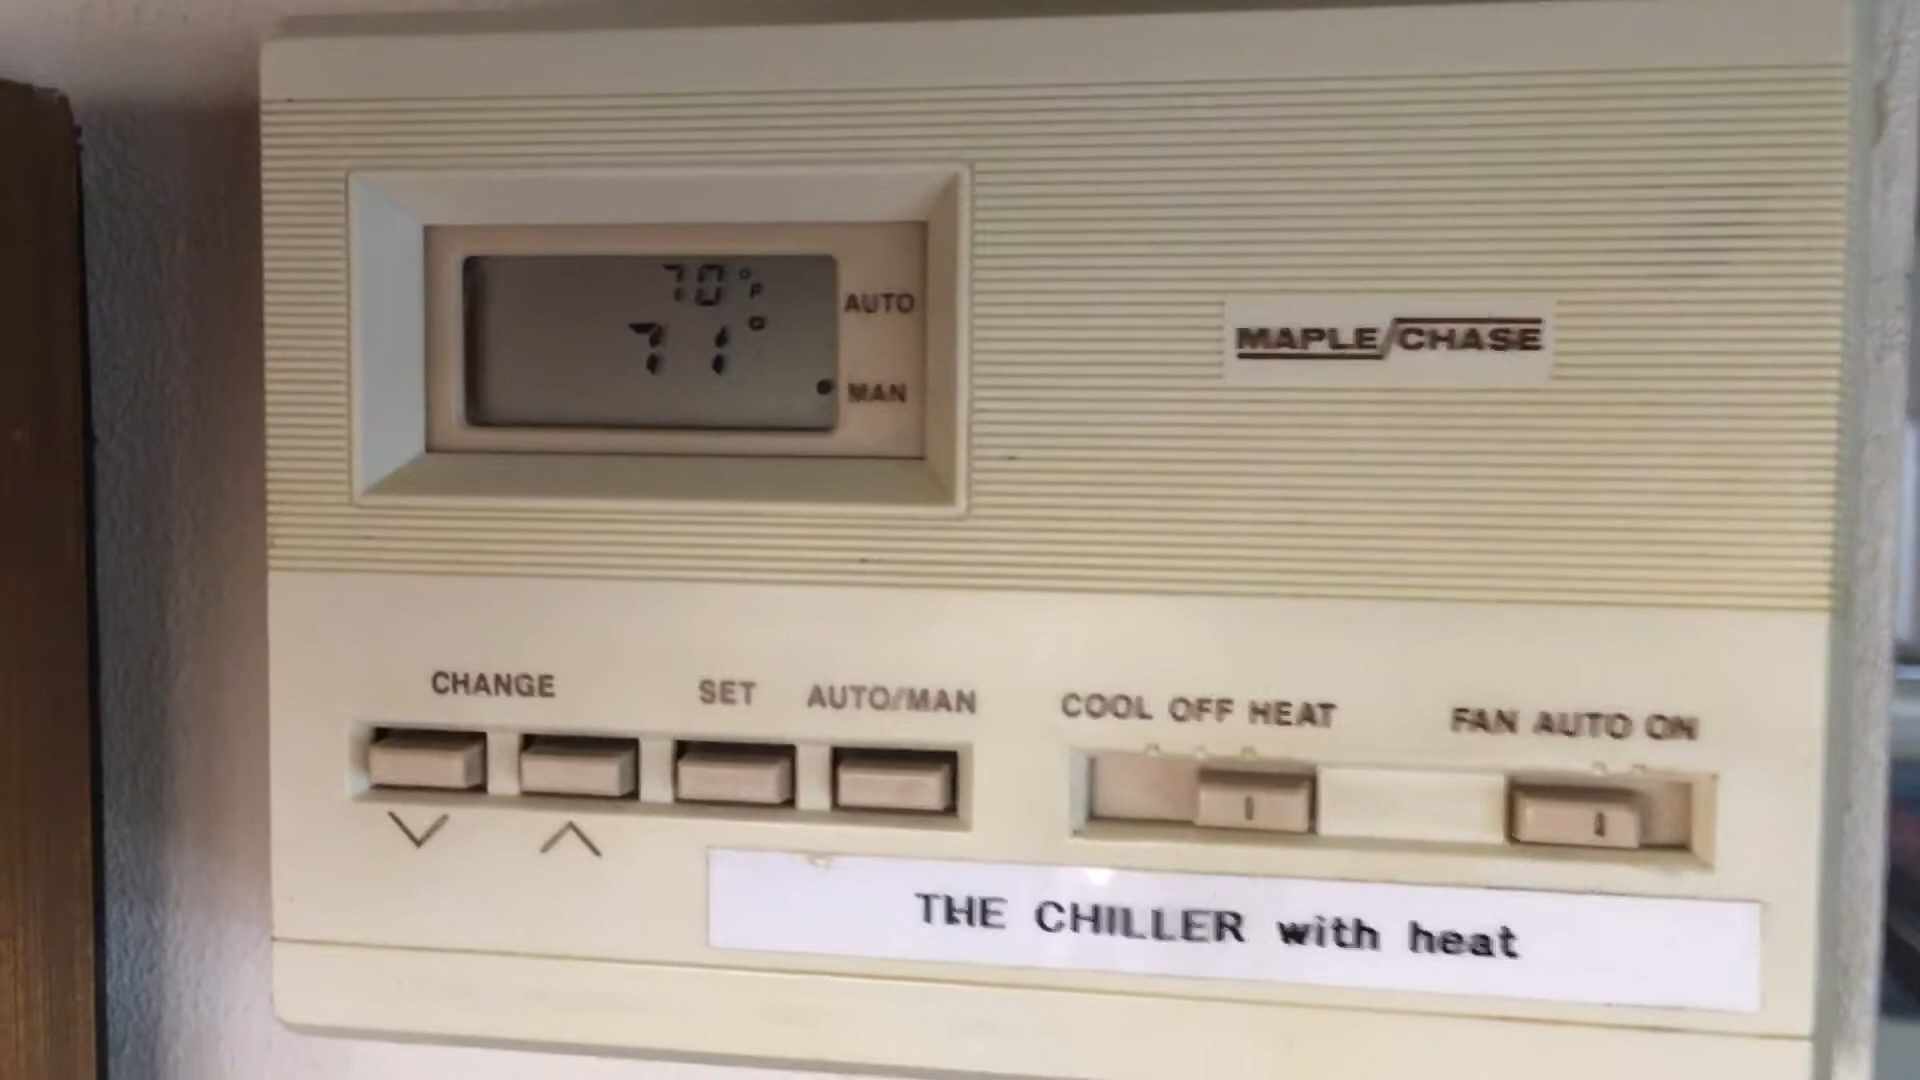 70°F
AUTO
71°
MAN
MAPLE/CHASE
CHANGE SET AUTO/MAN COOL OFF HEAT FAN AUTO ON
THE CHILLER with heat